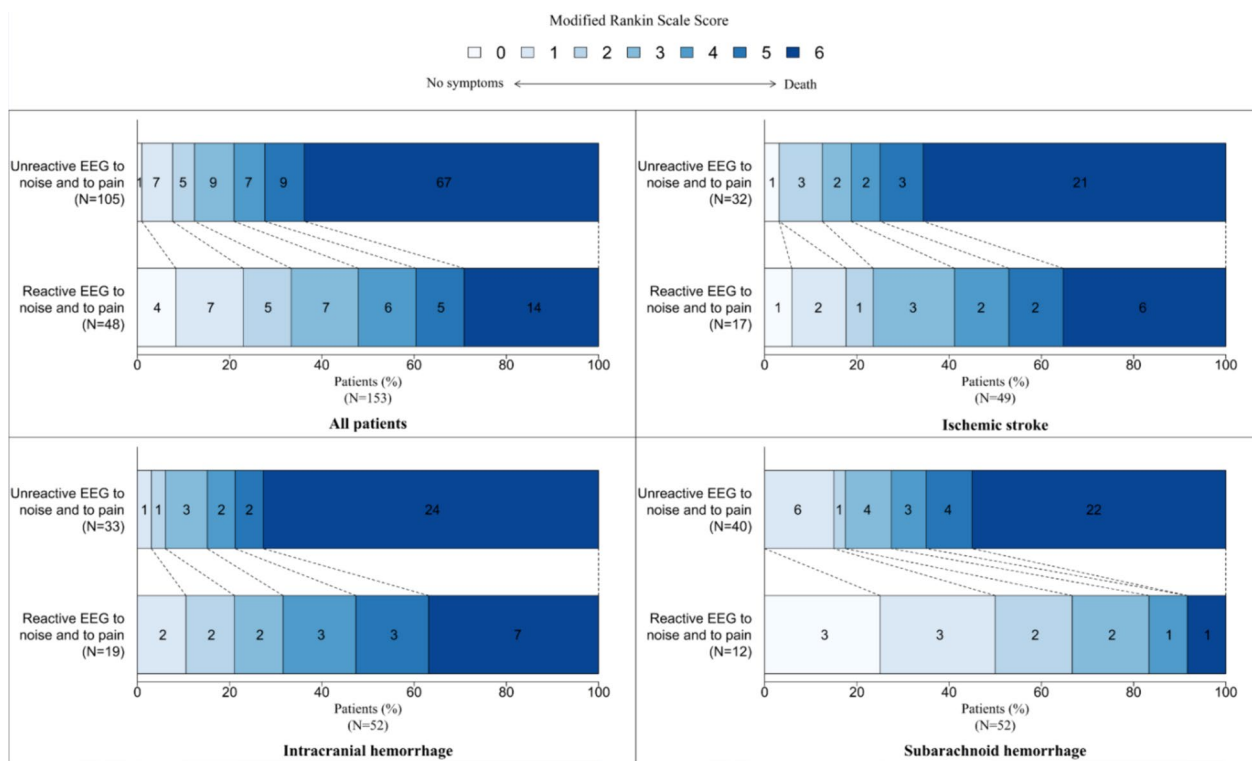 Modified Rankin Scale Score
0 1 2 3 4 5 6
No symptoms Death
Unreactive EEG to
noise and to pain
(N=105)
1 7 5 9 7 9 67
Reactive EEG to
noise and to pain
(N=48)
4 7 5 7 6 5 14
0 20 40 60 80 100
Patients (%)
(N=153)
All patients
Unreactive EEG to
noise and to pain
(N=32)
1 3 2 2 3 21
Reactive EEG to
noise and to pain
(N=17)
1 2 1 3 2 2 6
0 20 40 60 80 100
Patients (%)
(N=49)
Ischemic stroke
Unreactive EEG to
noise and to pain
(N=33)
1 1 3 2 2 24
Reactive EEG to
noise and to pain
(N=19)
2 2 2 3 3 7
0 20 40 60 80 100
Patients (%)
(N=52)
Intracranial hemorrhage
Unreactive EEG to
noise and to pain
(N=40)
6 1 4 3 4 22
Reactive EEG to
noise and to pain
(N=12)
3 3 2 2 1 1
0 20 40 60 80 100
Patients (%)
(N=52)
Subarachnoid hemorrhage